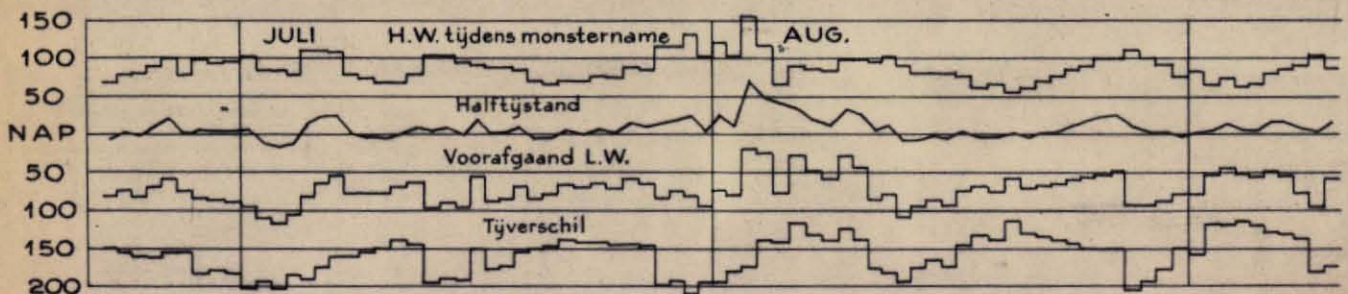 150
JULI H.W. tijdens monstername AUG.
100
50
Halftijstand
NAP
Voorafgaand L.W.
50
100
Tijverschil
150
200